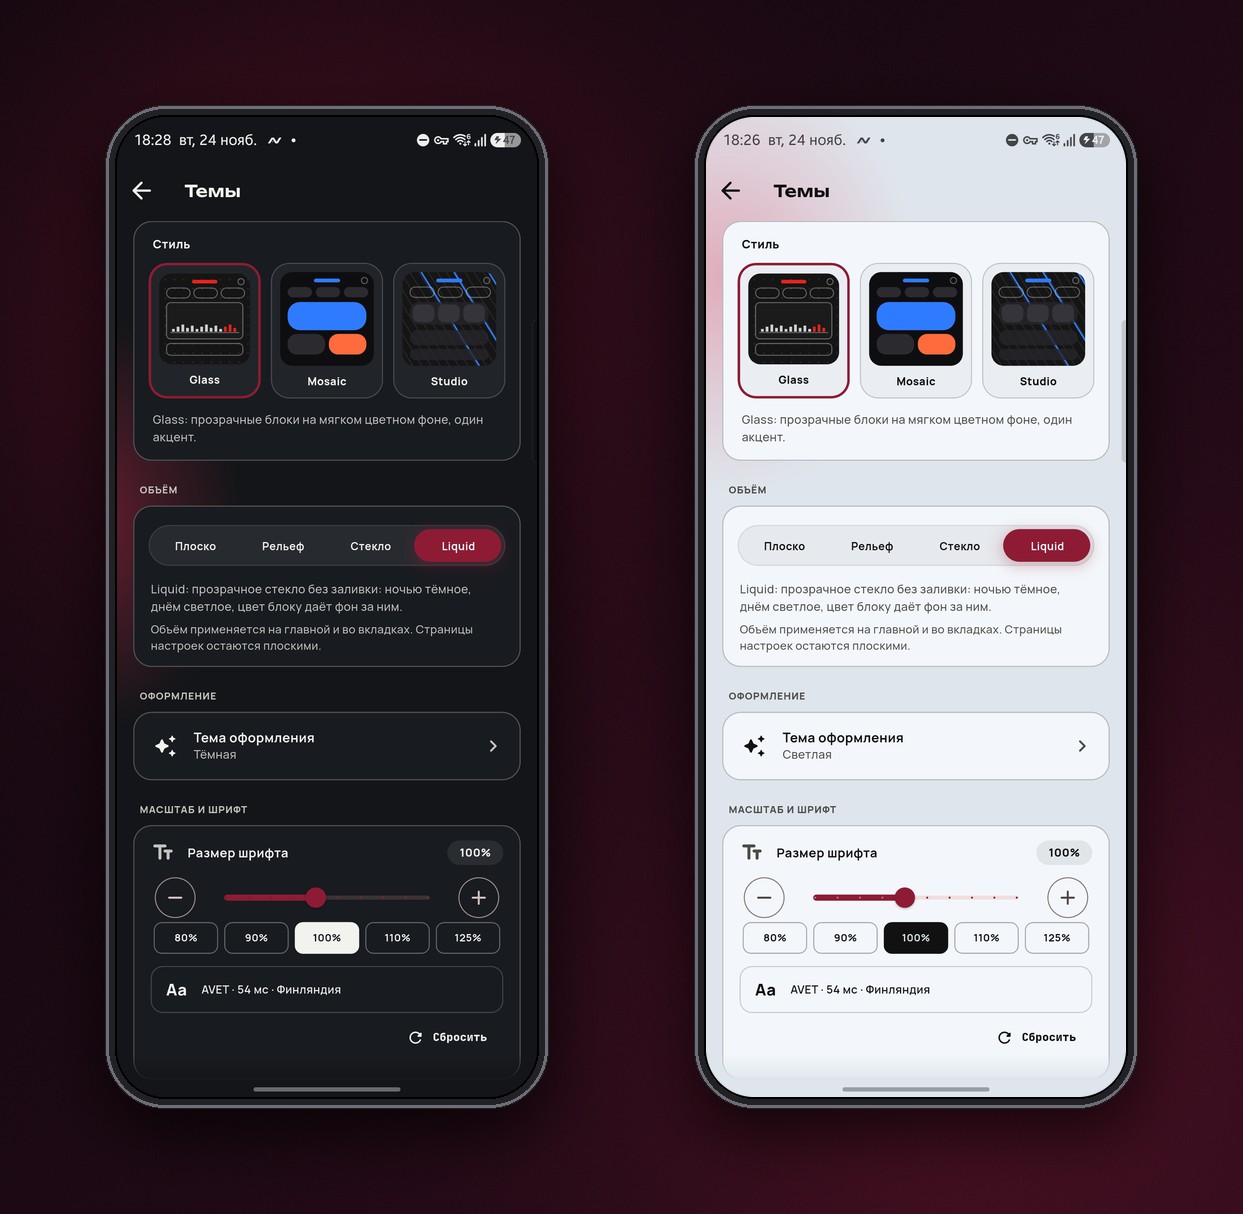 18:28 вт, 24 нояб.
47
Темы
Стиль
Glass
Mosaic
Studio
Glass: прозрачные блоки на мягком цветном фоне, один
акцент.
ОБЪЁМ
Плоско
Рельеф
Стекло
Liquid
Liquid: прозрачное стекло без заливки: ночью тёмное,
днём светлое, цвет блоку даёт фон за ним.
Объём применяется на главной и во вкладках. Страницы
настроек остаются плоскими.
ОФОРМЛЕНИЕ
Тема оформления
Тёмная
МАСШТАБ И ШРИФТ
Тт Размер шрифта
100%
80%
90%
100%
110%
125%
Aa AVET · 54 мс · Финляндия
Сбросить
18:26 вт, 24 нояб.
47
Темы
Стиль
Glass
Mosaic
Studio
Glass: прозрачные блоки на мягком цветном фоне, один
акцент.
ОБЪЁМ
Плоско
Рельеф
Стекло
Liquid
Liquid: прозрачное стекло без заливки: ночью тёмное,
днём светлое, цвет блоку даёт фон за ним.
Объём применяется на главной и во вкладках. Страницы
настроек остаются плоскими.
ОФОРМЛЕНИЕ
Тема оформления
Светлая
МАСШТАБ И ШРИФТ
Тт Размер шрифта
100%
80%
90%
100%
110%
125%
Aa AVET · 54 мс · Финляндия
Сбросить